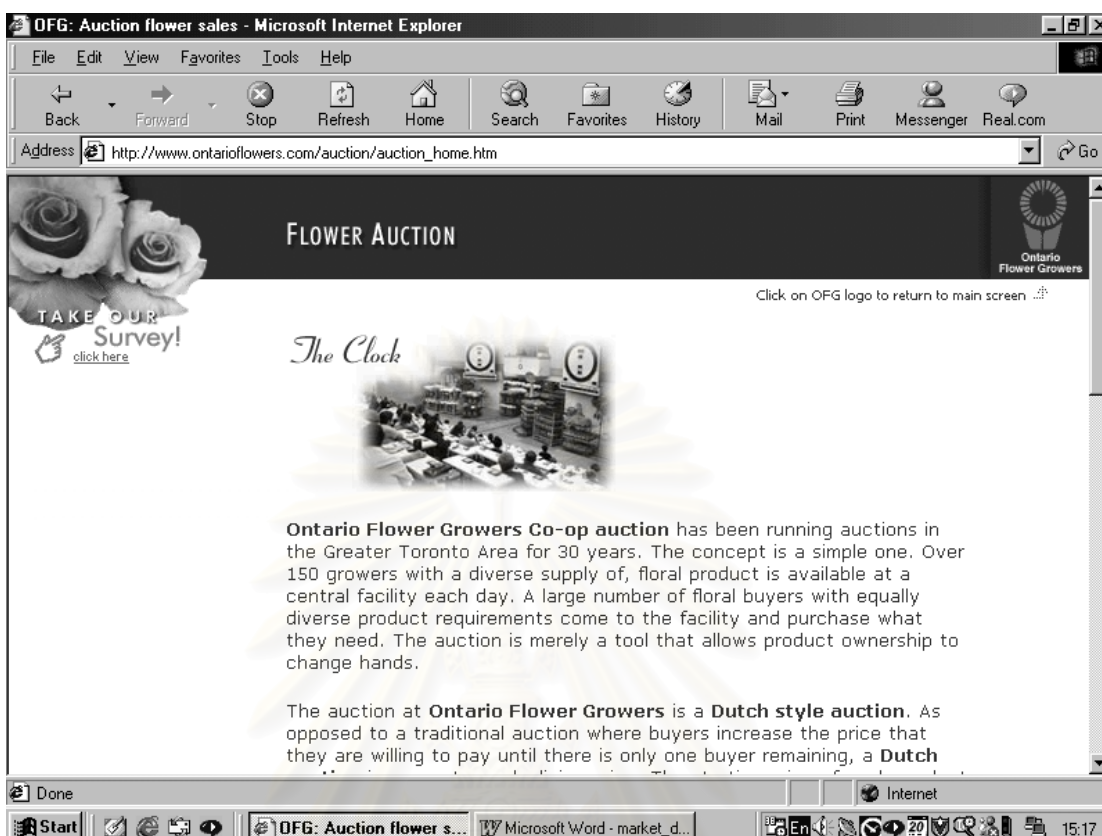 OFG: Auction flower sales - Microsoft Internet Explorer
File Edit View Favorites Tools Help
Back Forward Stop Refresh Home Search Favorites History Mail Print Messenger Real.com
Address http://www.ontarioflowers.com/auction/auction_home.htm Go
FLOWER AUCTION
Ontario
Flower Growers
Click on OFG logo to return to main screen
TAKE OUR
Survey!
click here
The Clock
Ontario Flower Growers Co-op auction has been running auctions in
the Greater Toronto Area for 30 years. The concept is a simple one. Over
150 growers with a diverse supply of, floral product is available at a
central facility each day. A large number of floral buyers with equally
diverse product requirements come to the facility and purchase what
they need. The auction is merely a tool that allows product ownership to
change hands.
The auction at Ontario Flower Growers is a Dutch style auction. As
opposed to a traditional auction where buyers increase the price that
they are willing to pay until there is only one buyer remaining, a Dutch
Done Internet
Start OFG: Auction flower s... Microsoft Word - market_d... En 20 15:17